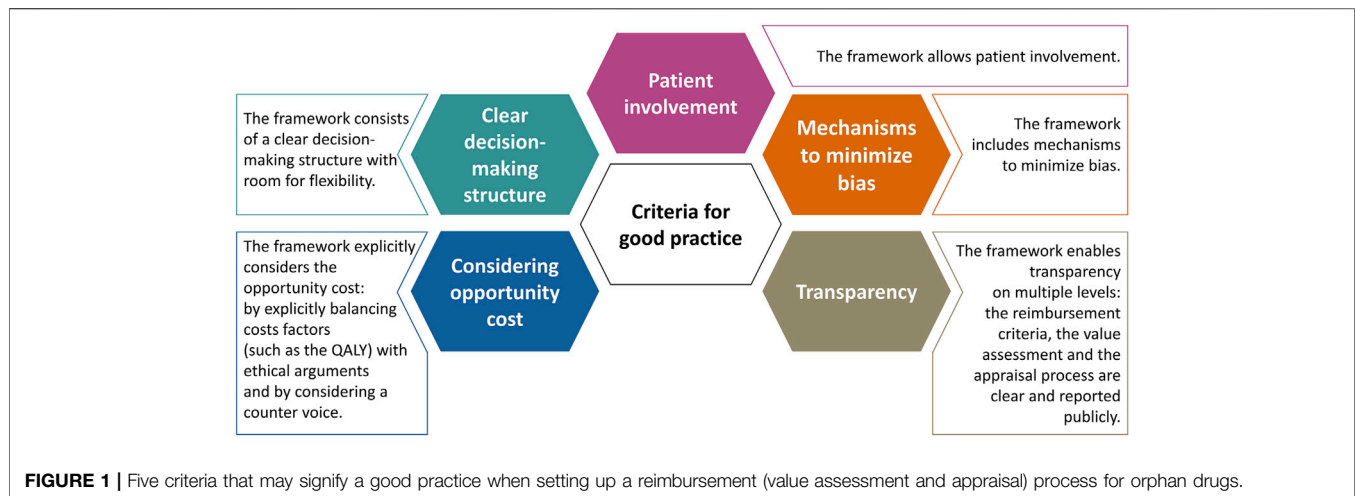 Patient
involvement
The framework allows patient involvement.
The framework consists
of a clear decision-
making structure with
room for flexibility.
Clear
decision-
making
structure
Mechanisms
to minimize
bias
The framework
includes mechanisms
to minimize bias.
Criteria for
good practice
The framework explicitly
considers the
opportunity cost:
by explicitly balancing
costs factors
(such as the QALY) with
ethical arguments
and by considering a
counter voice.
Considering
opportunity
cost
Transparency
The framework enables
transparency
on multiple levels:
the reimbursement
criteria, the value
assessment and the
appraisal process are
clear and reported
publicly.
FIGURE 1 | Five criteria that may signify a good practice when setting up a reimbursement (value assessment and appraisal) process for orphan drugs.